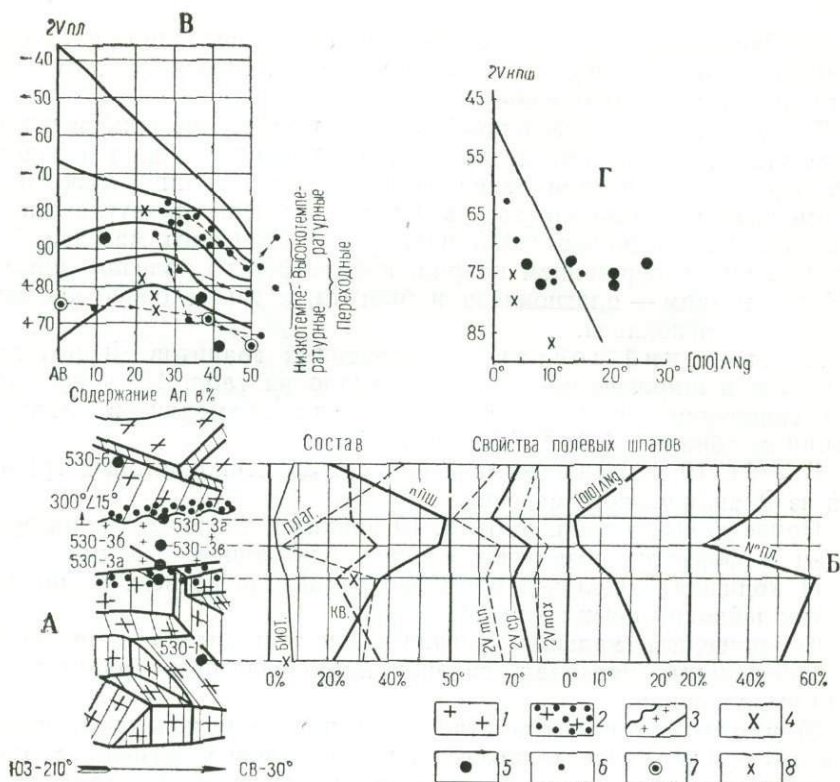 В
2Vпл
—40
—50
—60
—70
—80
90
+80
+70
АВ 10 20 30 40 50
Содержание An в%
Низкотемпе- Высокотемпе-
ратурные ратурные
Переходные
Г
2Vкпш
45
55
65
75
85
0° 10° 20° 30° [010]ΛNg
530-6
300°∠15°
530-3г
530-3б
530-3в
530-3а
530-1
А
ЮЗ-210° СВ-30°
Состав
Свойства полевых шпатов
плаг.
кпш
кв.
БИОТ.
2V min
2V ср.
2V max
[010]ΛNg
N°пл.
Б
0% 20% 40% 50° 70° 0° 10° 20° 20% 40% 60%
1 2 3 4
5 6 7 8